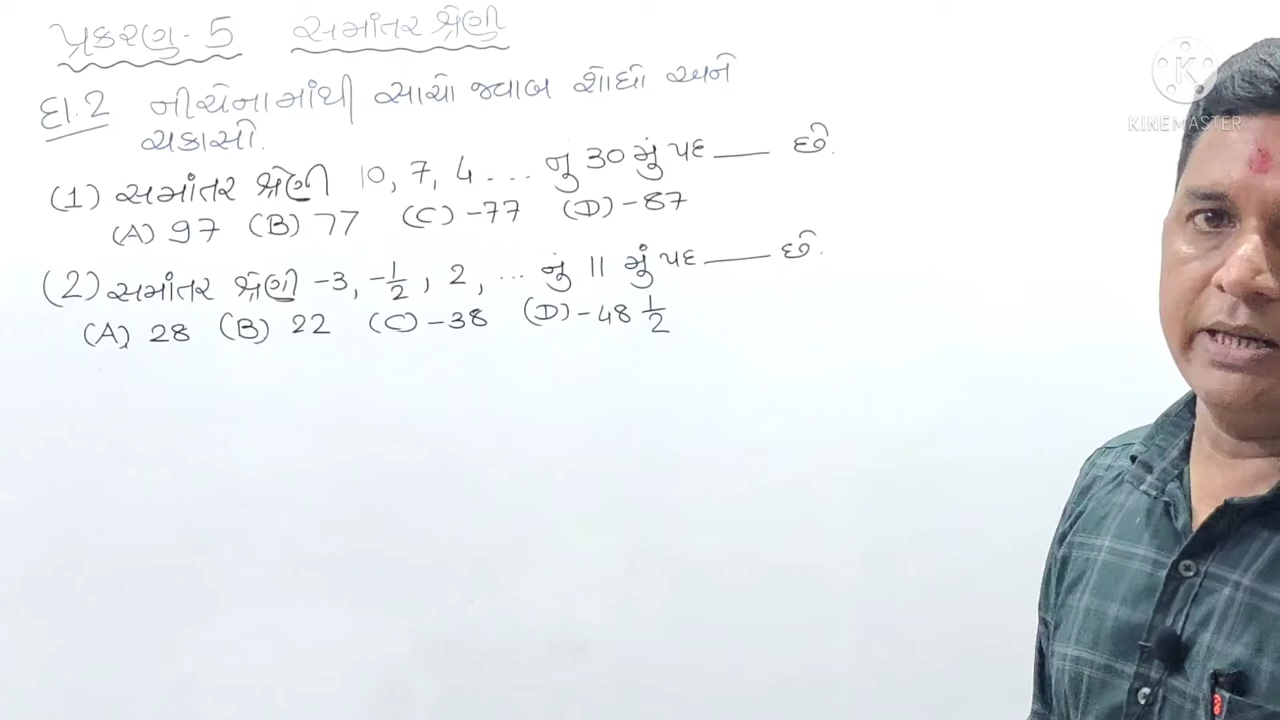 પ્રકરણ-5 સમાંતર શ્રેણી
દા.2 નીચેનામાંથી સાચો જવાબ શોધો અને
ચકાસો.
(1) સમાંતર શ્રેણી 10, 7, 4 ... નું 30 મું પદ ___ છે.
(A) 97 (B) 77 (C) -77 (D) -87
(2) સમાંતર શ્રેણી -3, -1/2, 2, ... નું 11 મું પદ ___ છે.
(A) 28 (B) 22 (C) -38 (D) -48 1/2
K
KINEMASTER